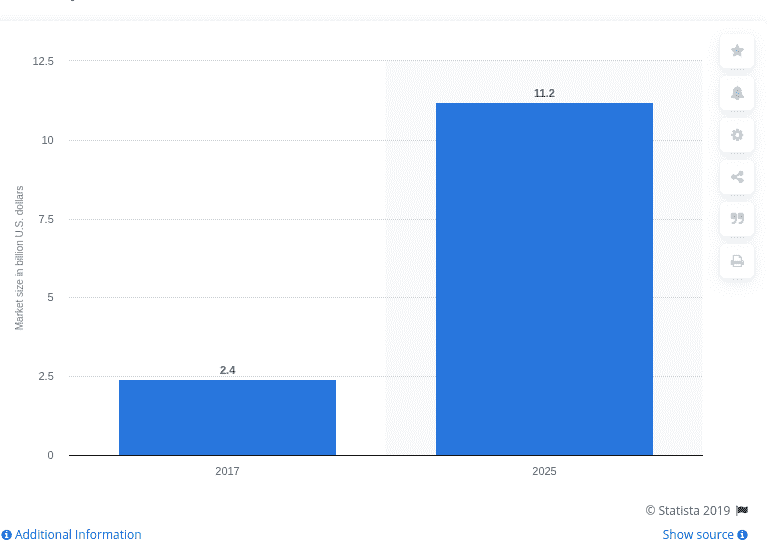 12.5
11.2
10
7.5
5
2.5
2.4
0
Market size in billion U.S. dollars
2017
2025
© Statista 2019
Additional Information
Show source